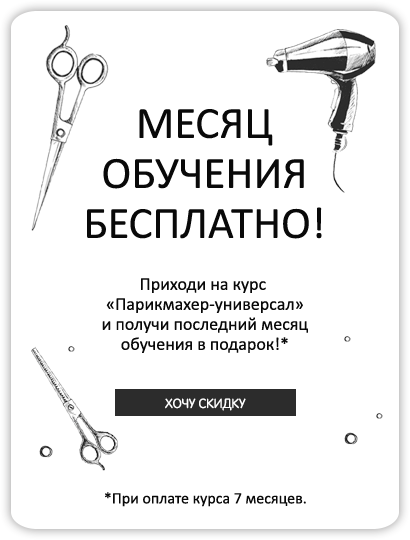 МЕСЯЦ
ОБУЧЕНИЯ
БЕСПЛАТНО!
Приходи на курс
«Парикмахер-универсал»
и получи последний месяц
обучения в подарок!*
ХОЧУ СКИДКУ
*При оплате курса 7 месяцев.